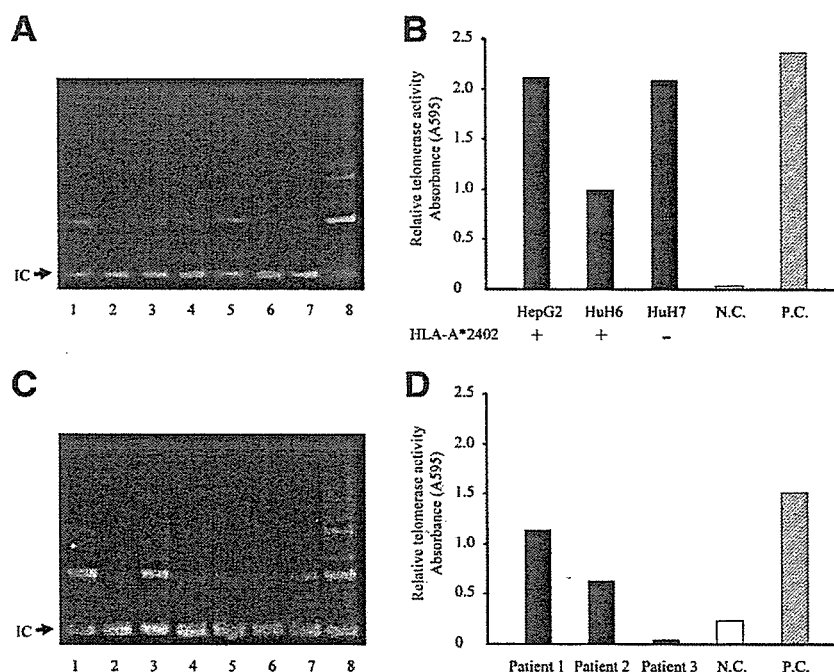 A
IC
1 2 3 4 5 6 7 8
B
Relative telomerase activity
Absorbance (A595)
2.5
2.0
1.5
1.0
0.5
0
HepG2 HuH6 HuH7 N.C. P.C.
HLA-A*2402 + + -
C
IC
1 2 3 4 5 6 7 8
D
Relative telomerase activity
Absorbance (A595)
2.5
2.0
1.5
1.0
0.5
0
Patient 1 Patient 2 Patient 3 N.C. P.C.